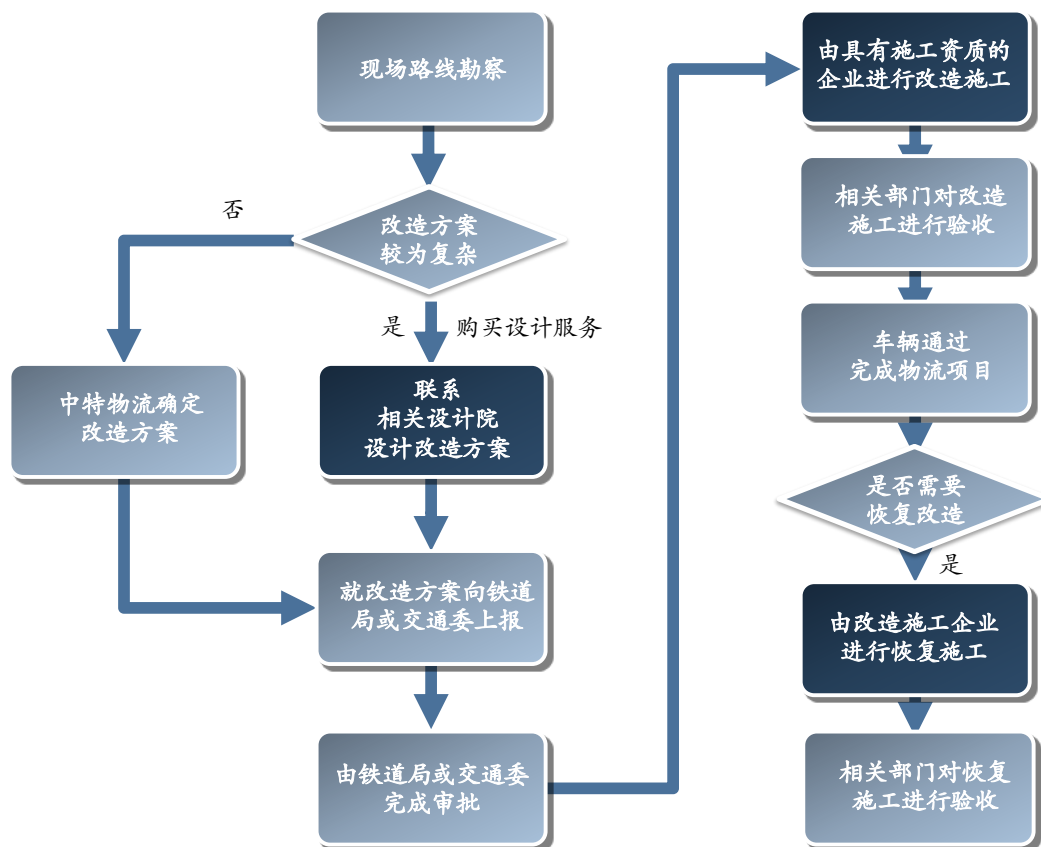 现场路线勘察
否
改造方案
较为复杂
是
购买设计服务
中特物流确定
改造方案
联系
相关设计院
设计改造方案
就改造方案向铁道
局或交通委上报
由铁道局或交通委
完成审批
由具有施工资质的
企业进行改造施工
相关部门对改造
施工进行验收
车辆通过
完成物流项目
是否需要
恢复改造
是
由改造施工企业
进行恢复施工
相关部门对恢复
施工进行验收